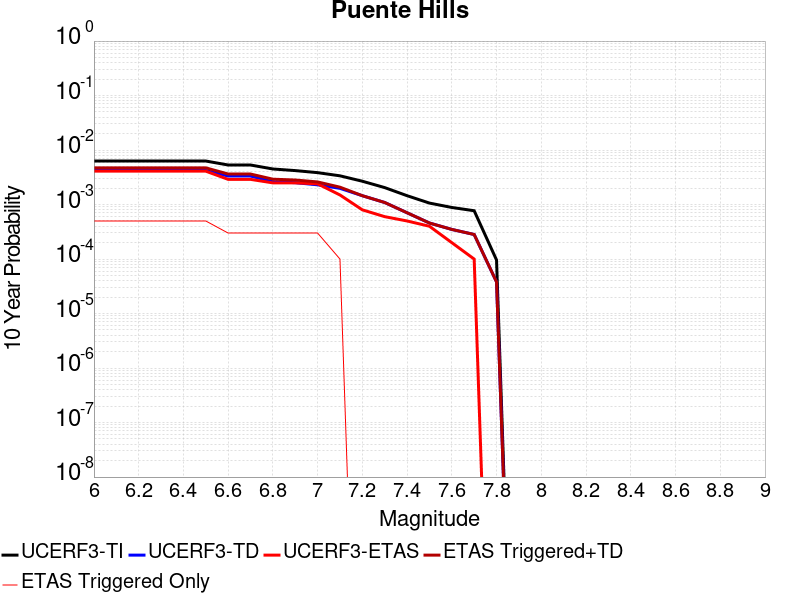 Puente Hills
10^0
10^-1
10^-2
10^-3
10^-4
10^-5
10^-6
10^-7
10^-8
10 Year Probability
6 6.2 6.4 6.6 6.8 7 7.2 7.4 7.6 7.8 8 8.2 8.4 8.6 8.8 9
Magnitude
UCERF3-TI UCERF3-TD UCERF3-ETAS ETAS Triggered+TD
ETAS Triggered Only